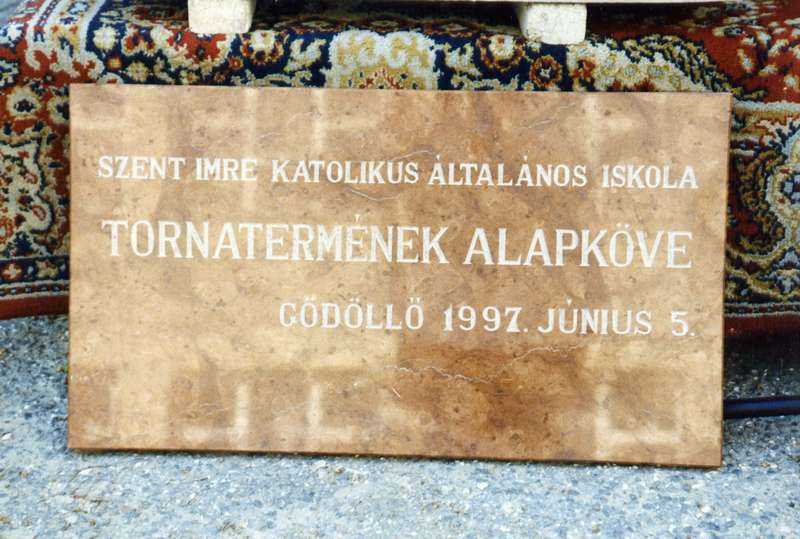 SZENT IMRE KATOLIKUS ÁLTALÁNOS ISKOLA
TORNATERMÉNEK ALAPKÖVE
GÖDÖLLŐ 1997. JÚNIUS 5.